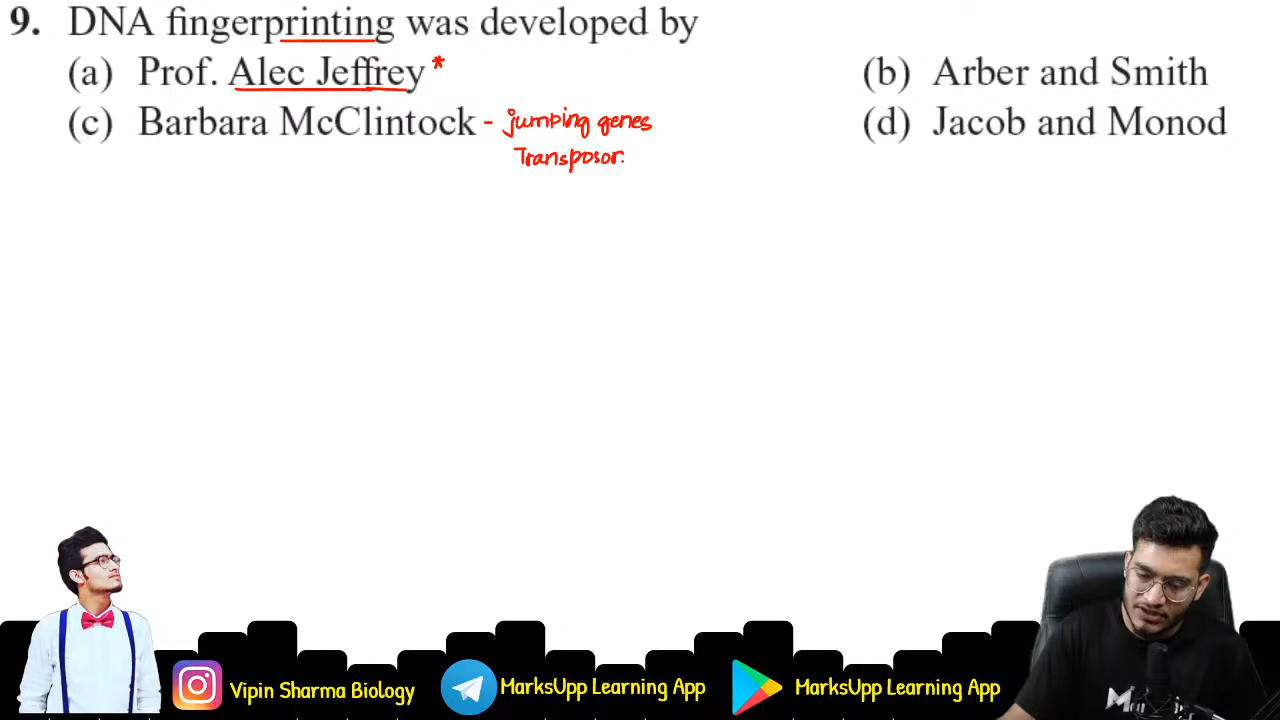 9. DNA fingerprinting was developed by
(a) Prof. Alec Jeffrey * (b) Arber and Smith
(c) Barbara McClintock - jumping genes (d) Jacob and Monod
Transposon
Vipin Sharma Biology MarksUpp Learning App MarksUpp Learning App